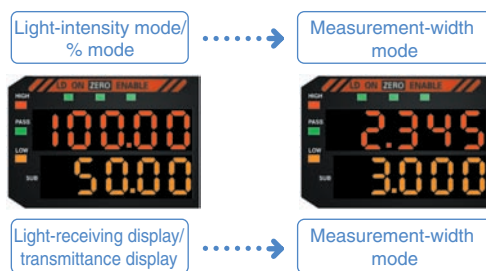 Light-intensity mode/
% mode
Measurement-width
mode
LD ON ZERO ENABLE
HIGH
PASS
LOW
100.00
SUB 50.00
LD ON ZERO ENABLE
HIGH
PASS
LOW
2.345
SUB 3.000
Light-receiving display/
transmittance display
Measurement-width
mode